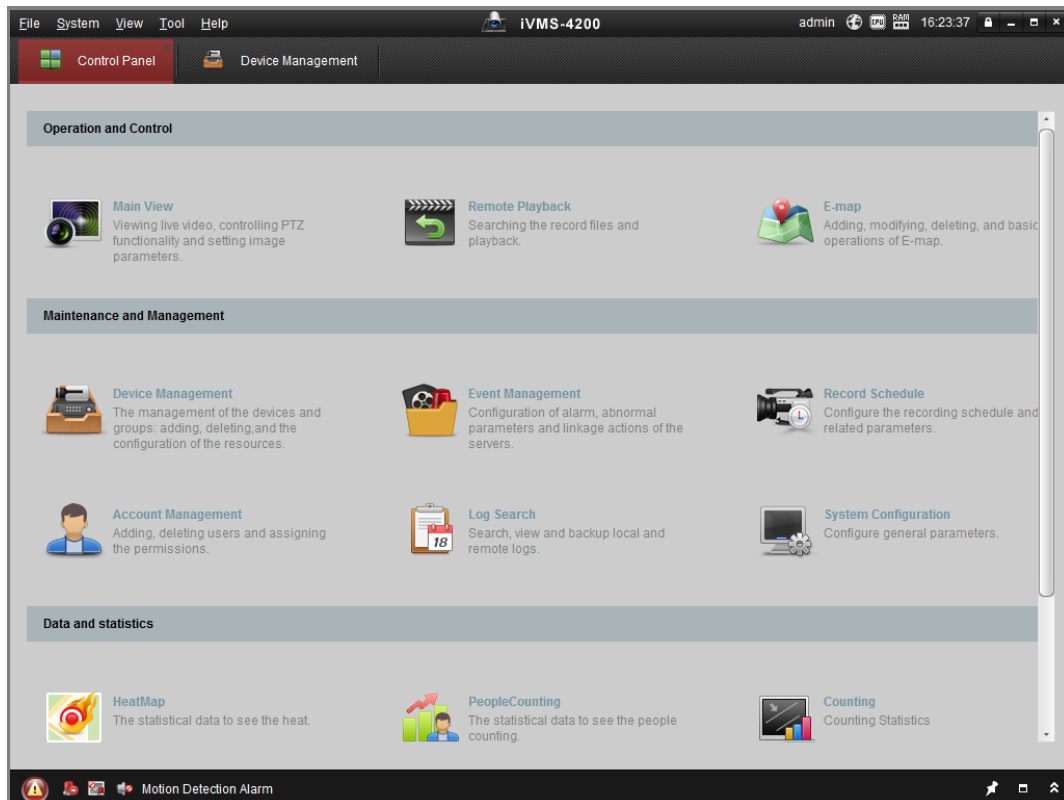 File System View Tool Help iVMS-4200 admin CPU RAM 16:23:37
Control Panel Device Management
Operation and Control
Main View
Viewing live video, controlling PTZ
functionality and setting image
parameters.
Remote Playback
Searching the record files and
playback.
E-map
Adding, modifying, deleting, and basic
operations of E-map.
Maintenance and Management
Device Management
The management of the devices and
groups: adding, deleting,and the
configuration of the resources.
Event Management
Configuration of alarm, abnormal
parameters and linkage actions of the
servers.
Record Schedule
Configure the recording schedule and
related parameters.
Account Management
Adding, deleting users and assigning
the permissions.
18
Log Search
Search, view and backup local and
remote logs.
System Configuration
Configure general parameters.
Data and statistics
HeatMap
The statistical data to see the heat.
PeopleCounting
The statistical data to see the people
counting.
Counting
Counting Statistics
Motion Detection Alarm